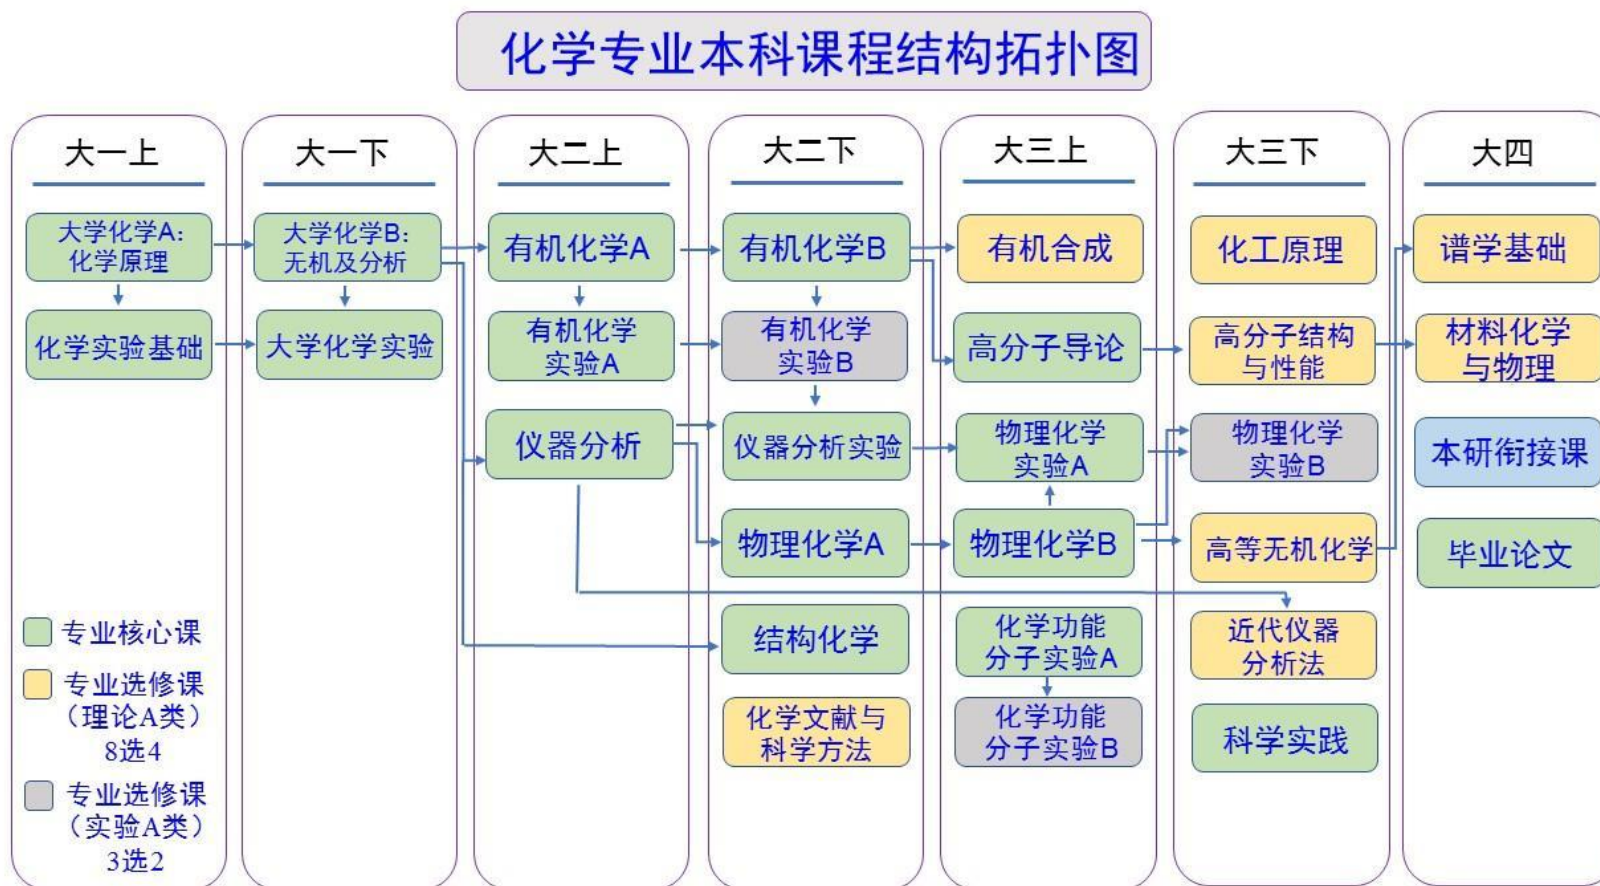 化学专业本科课程结构拓扑图
大一上
大学化学A：
化学原理
化学实验基础
专业核心课
专业选修课
（理论A类）
8选4
专业选修课
（实验A类）
3选2
大一下
大学化学B：
无机及分析
大学化学实验
大二上
有机化学A
有机化学
实验A
仪器分析
大二下
有机化学B
有机化学
实验B
仪器分析实验
物理化学A
结构化学
化学文献与
科学方法
大三上
有机合成
高分子导论
物理化学
实验A
物理化学B
化学功能
分子实验A
化学功能
分子实验B
大三下
化工原理
高分子结构
与性能
物理化学
实验B
高等无机化学
近代仪器
分析法
科学实践
大四
谱学基础
材料化学
与物理
本研衔接课
毕业论文